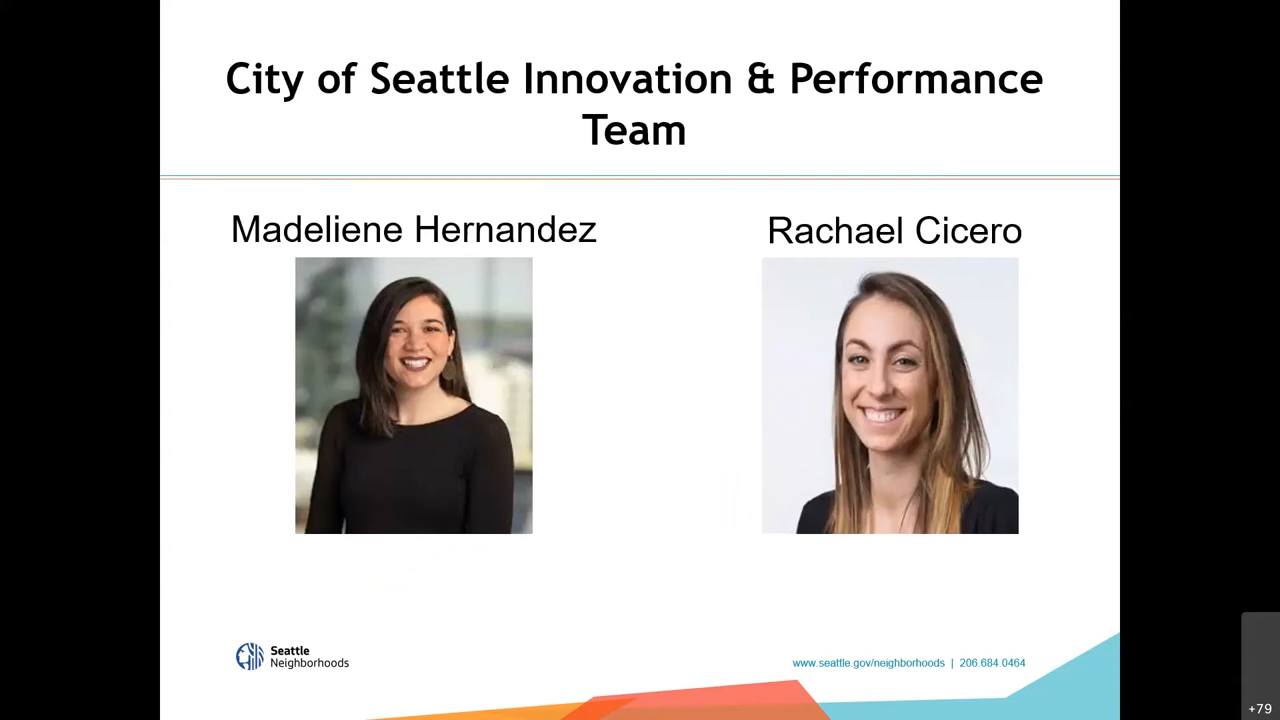 City of Seattle Innovation & Performance
Team
Madeliene Hernandez
Rachael Cicero
Seattle
Neighborhoods
www.seattle.gov/neighborhoods | 206.684.0464
+79